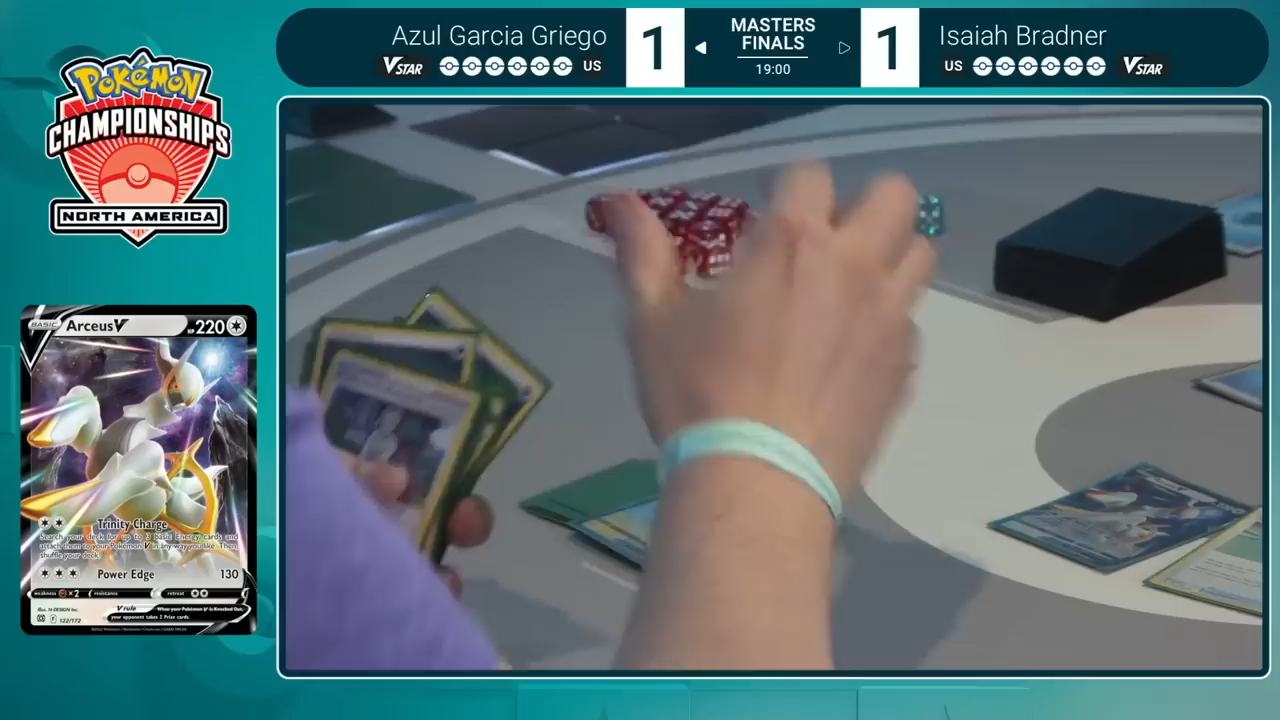 Azul Garcia Griego
1
MASTERS
FINALS
19:00
1
Isaiah Bradner
VSTAR
US
US
VSTAR
Pokémon
CHAMPIONSHIPS
NORTH AMERICA
BASIC
Arceus V
HP 220
Trinity Charge
Search your deck for up to 3 Basic Energy cards and
attach them to your Pokémon V in any way you like. Then,
shuffle your deck.
Power Edge
130
weakness ×2
resistance
retreat
V rule
When your Pokémon V is Knocked Out,
your opponent takes 2 Prize cards.
122/172